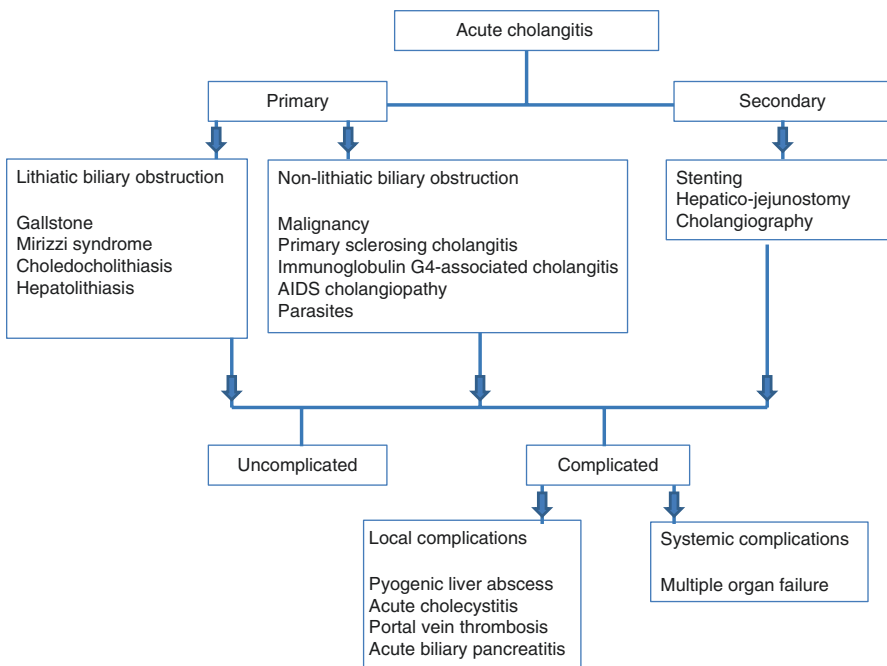 Acute cholangitis
Primary
Secondary
Lithiatic biliary obstruction
Gallstone
Mirizzi syndrome
Choledocholithiasis
Hepatolithiasis
Non-lithiatic biliary obstruction
Malignancy
Primary sclerosing cholangitis
Immunoglobulin G4-associated cholangitis
AIDS cholangiopathy
Parasites
Stenting
Hepatico-jejunostomy
Cholangiography
Uncomplicated
Complicated
Local complications
Pyogenic liver abscess
Acute cholecystitis
Portal vein thrombosis
Acute biliary pancreatitis
Systemic complications
Multiple organ failure